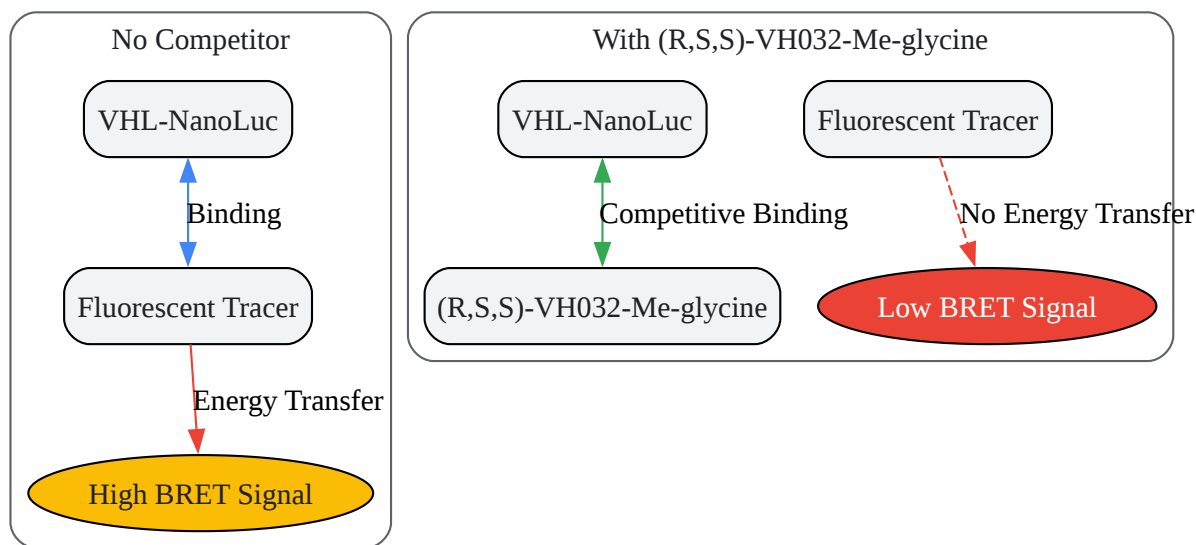 No Competitor
VHL-NanoLuc
Binding
Fluorescent Tracer
Energy Transfer
High BRET Signal
With (R,S,S)-VH032-Me-glycine
VHL-NanoLuc
Fluorescent Tracer
Competitive Binding
No Energy Transfer
(R,S,S)-VH032-Me-glycine
Low BRET Signal